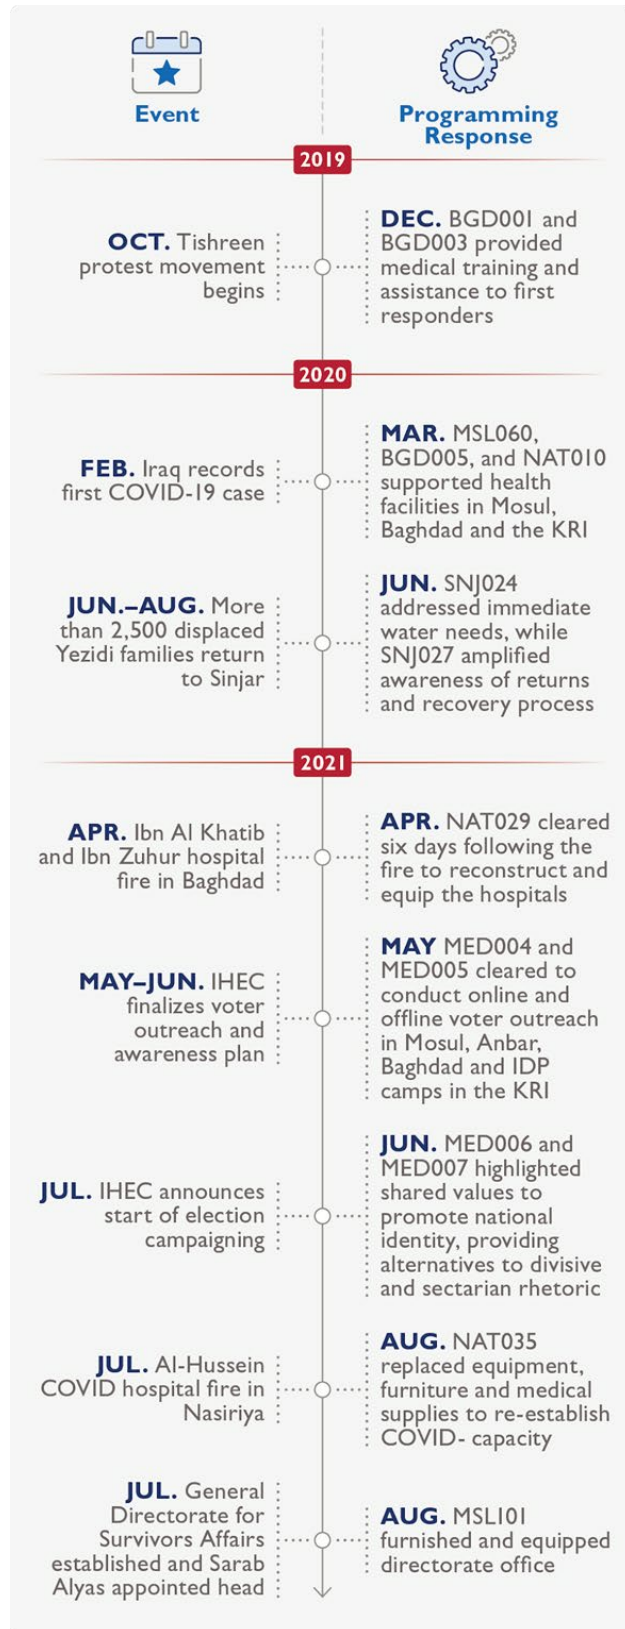 Event
Programming
Response
2019
OCT. Tishreen
protest movement
begins
DEC. BGD001 and
BGD003 provided
medical training and
assistance to first
responders
2020
FEB. Iraq records
first COVID-19 case
MAR. MSL060,
BGD005, and NAT010
supported health
facilities in Mosul,
Baghdad and the KRI
JUN.–AUG. More
than 2,500 displaced
Yezidi families return
to Sinjar
JUN. SNJ024
addressed immediate
water needs, while
SNJ027 amplified
awareness of returns
and recovery process
2021
APR. Ibn Al Khatib
and Ibn Zuhur hospital
fire in Baghdad
APR. NAT029 cleared
six days following the
fire to reconstruct and
equip the hospitals
MAY–JUN. IHEC
finalizes voter
outreach and
awareness plan
MAY MED004 and
MED005 cleared to
conduct online and
offline voter outreach
in Mosul, Anbar,
Baghdad and IDP
camps in the KRI
JUL. IHEC announces
start of election
campaigning
JUN. MED006 and
MED007 highlighted
shared values to
promote national
identity, providing
alternatives to divisive
and sectarian rhetoric
JUL. Al-Hussein
COVID hospital fire in
Nasiriya
AUG. NAT035
replaced equipment,
furniture and medical
supplies to re-establish
COVID- capacity
JUL. General
Directorate for
Survivors Affairs
established and Sarab
Alyas appointed head
AUG. MSL101
furnished and equipped
directorate office